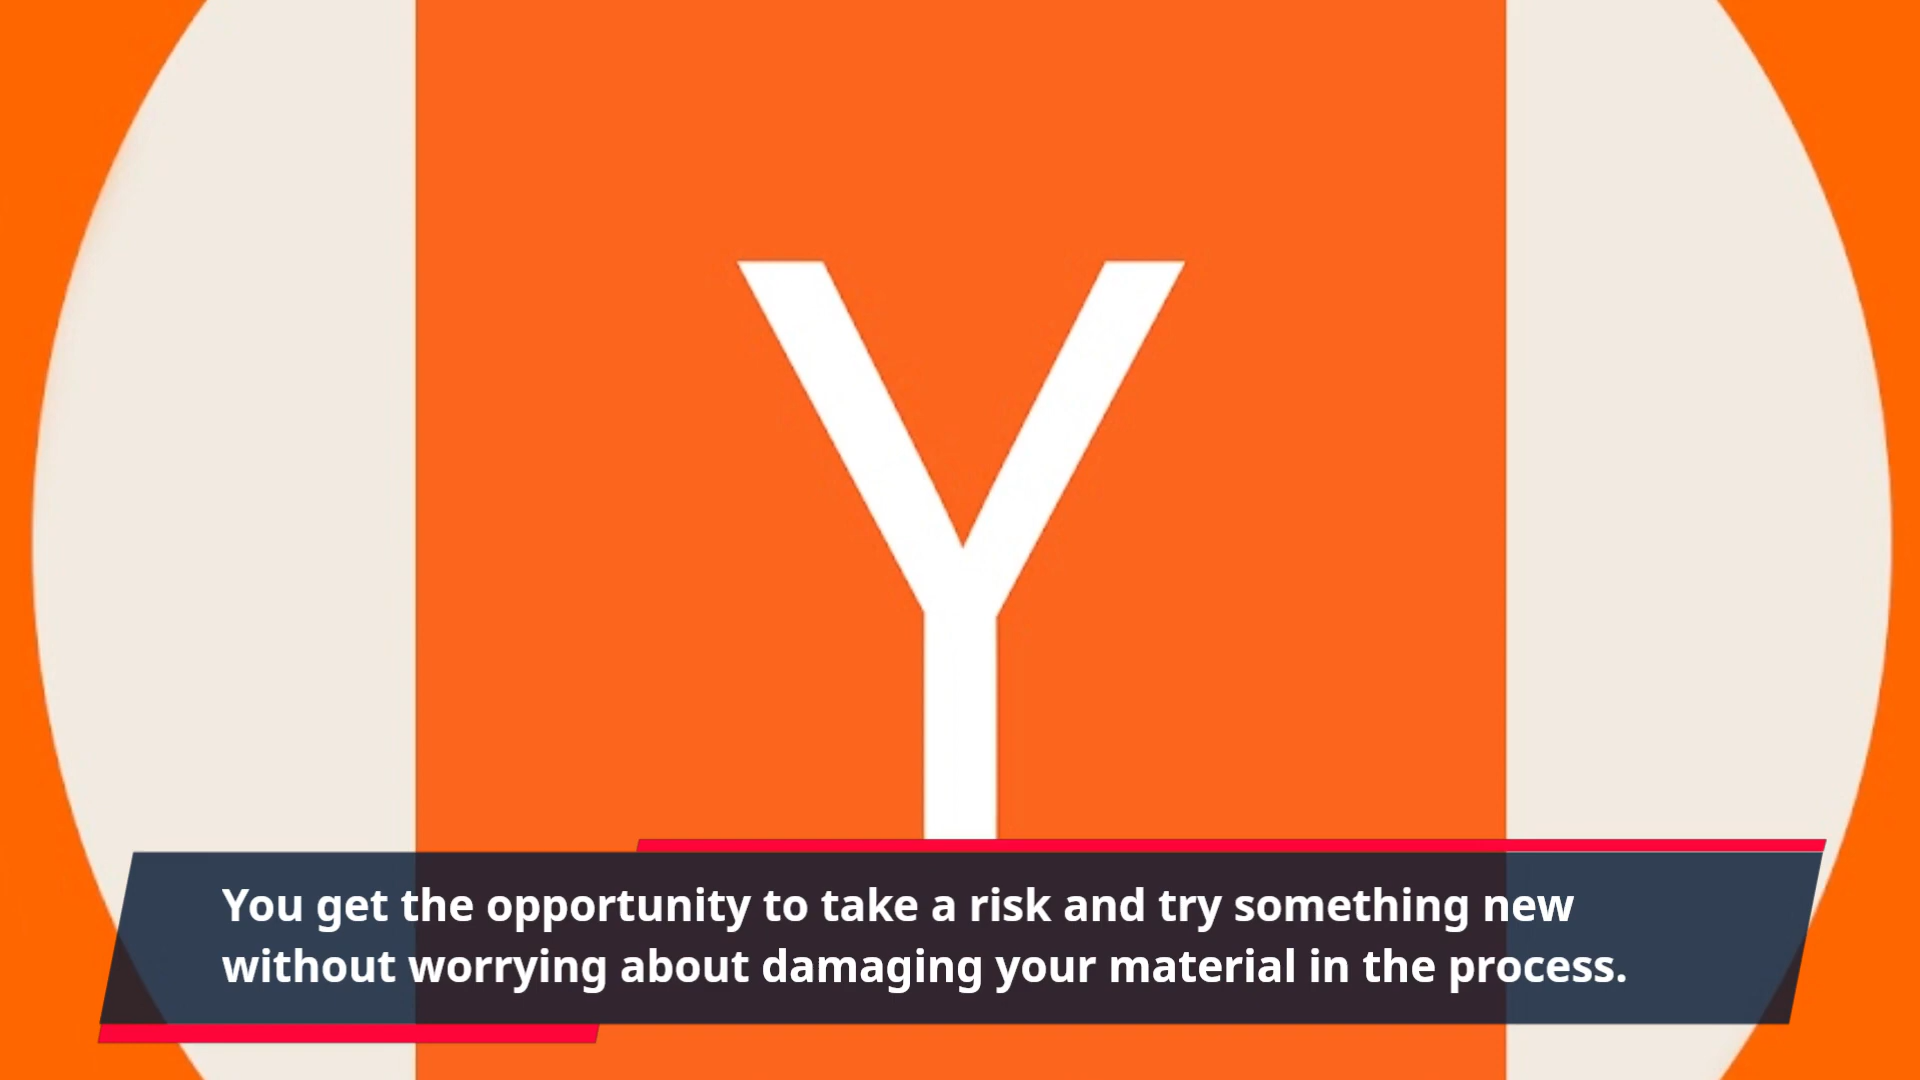 Y
You get the opportunity to take a risk and try something new
without worrying about damaging your material in the process.